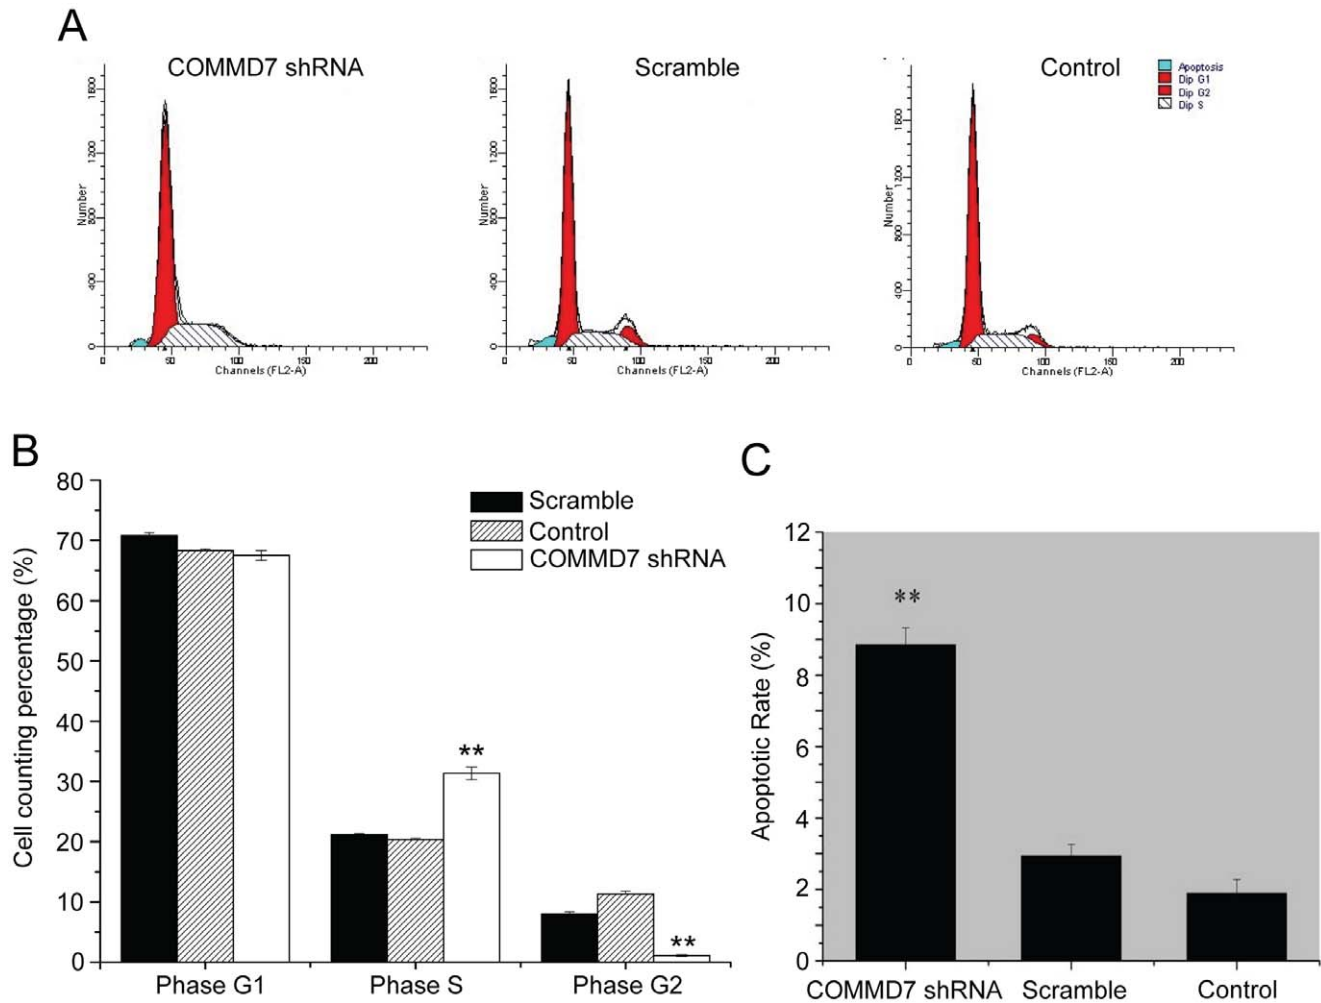 A
COMMD7 shRNA
Scramble
Control
Apoptosis
Dip G1
Dip G2
Dip S
Number
0
400
800
1200
1600
0
50
100
150
200
Channels (FL2-A)
Number
0
400
800
1200
1600
0
50
100
150
200
Channels (FL2-A)
Number
0
400
800
1200
1600
0
50
100
150
200
Channels (FL2-A)
B
Cell counting percentage (%)
80
70
60
50
40
30
20
10
0
Scramble
Control
COMMD7 shRNA
**
**
Phase G1
Phase S
Phase G2
C
Apoptotic Rate (%)
12
10
8
6
4
2
0
**
COMMD7 shRNA
Scramble
Control